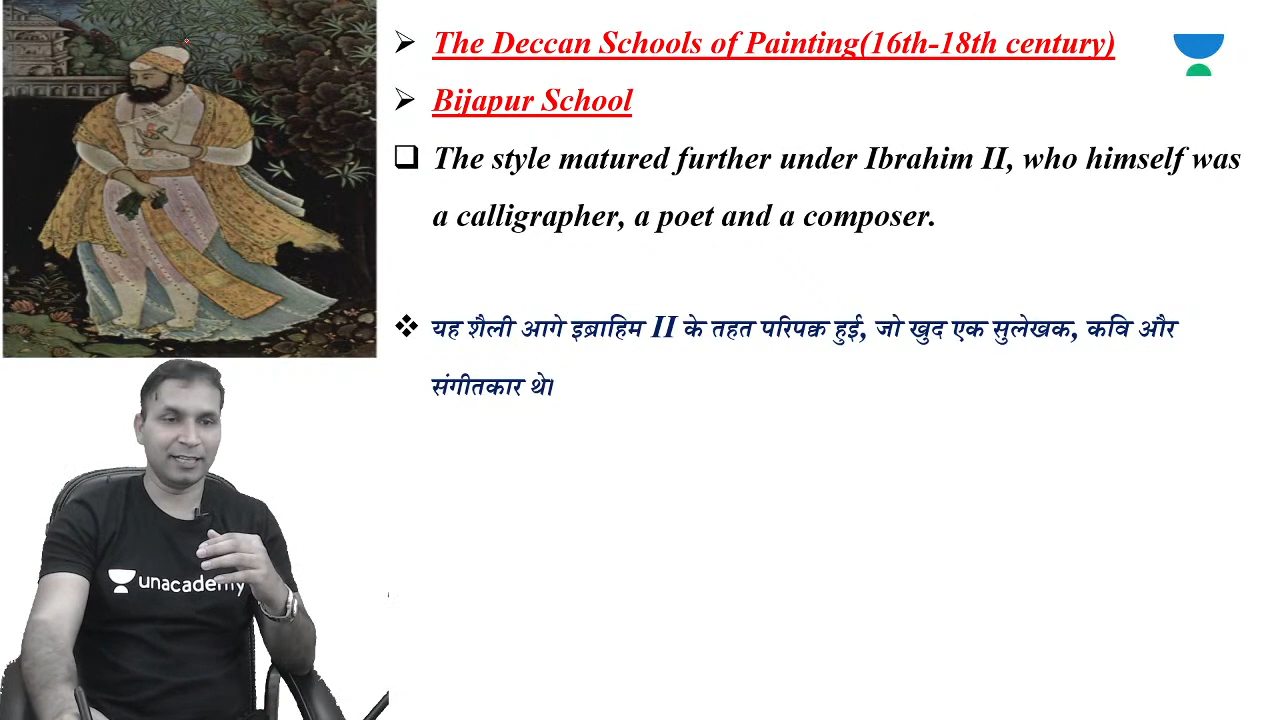 The Deccan Schools of Painting(16th-18th century)
Bijapur School
The style matured further under Ibrahim II, who himself was
a calligrapher, a poet and a composer.
यह शैली आगे इब्राहिम II के तहत परिपक्व हुई, जो खुद एक सुलेखक, कवि और
संगीतकार थे।
unacademy